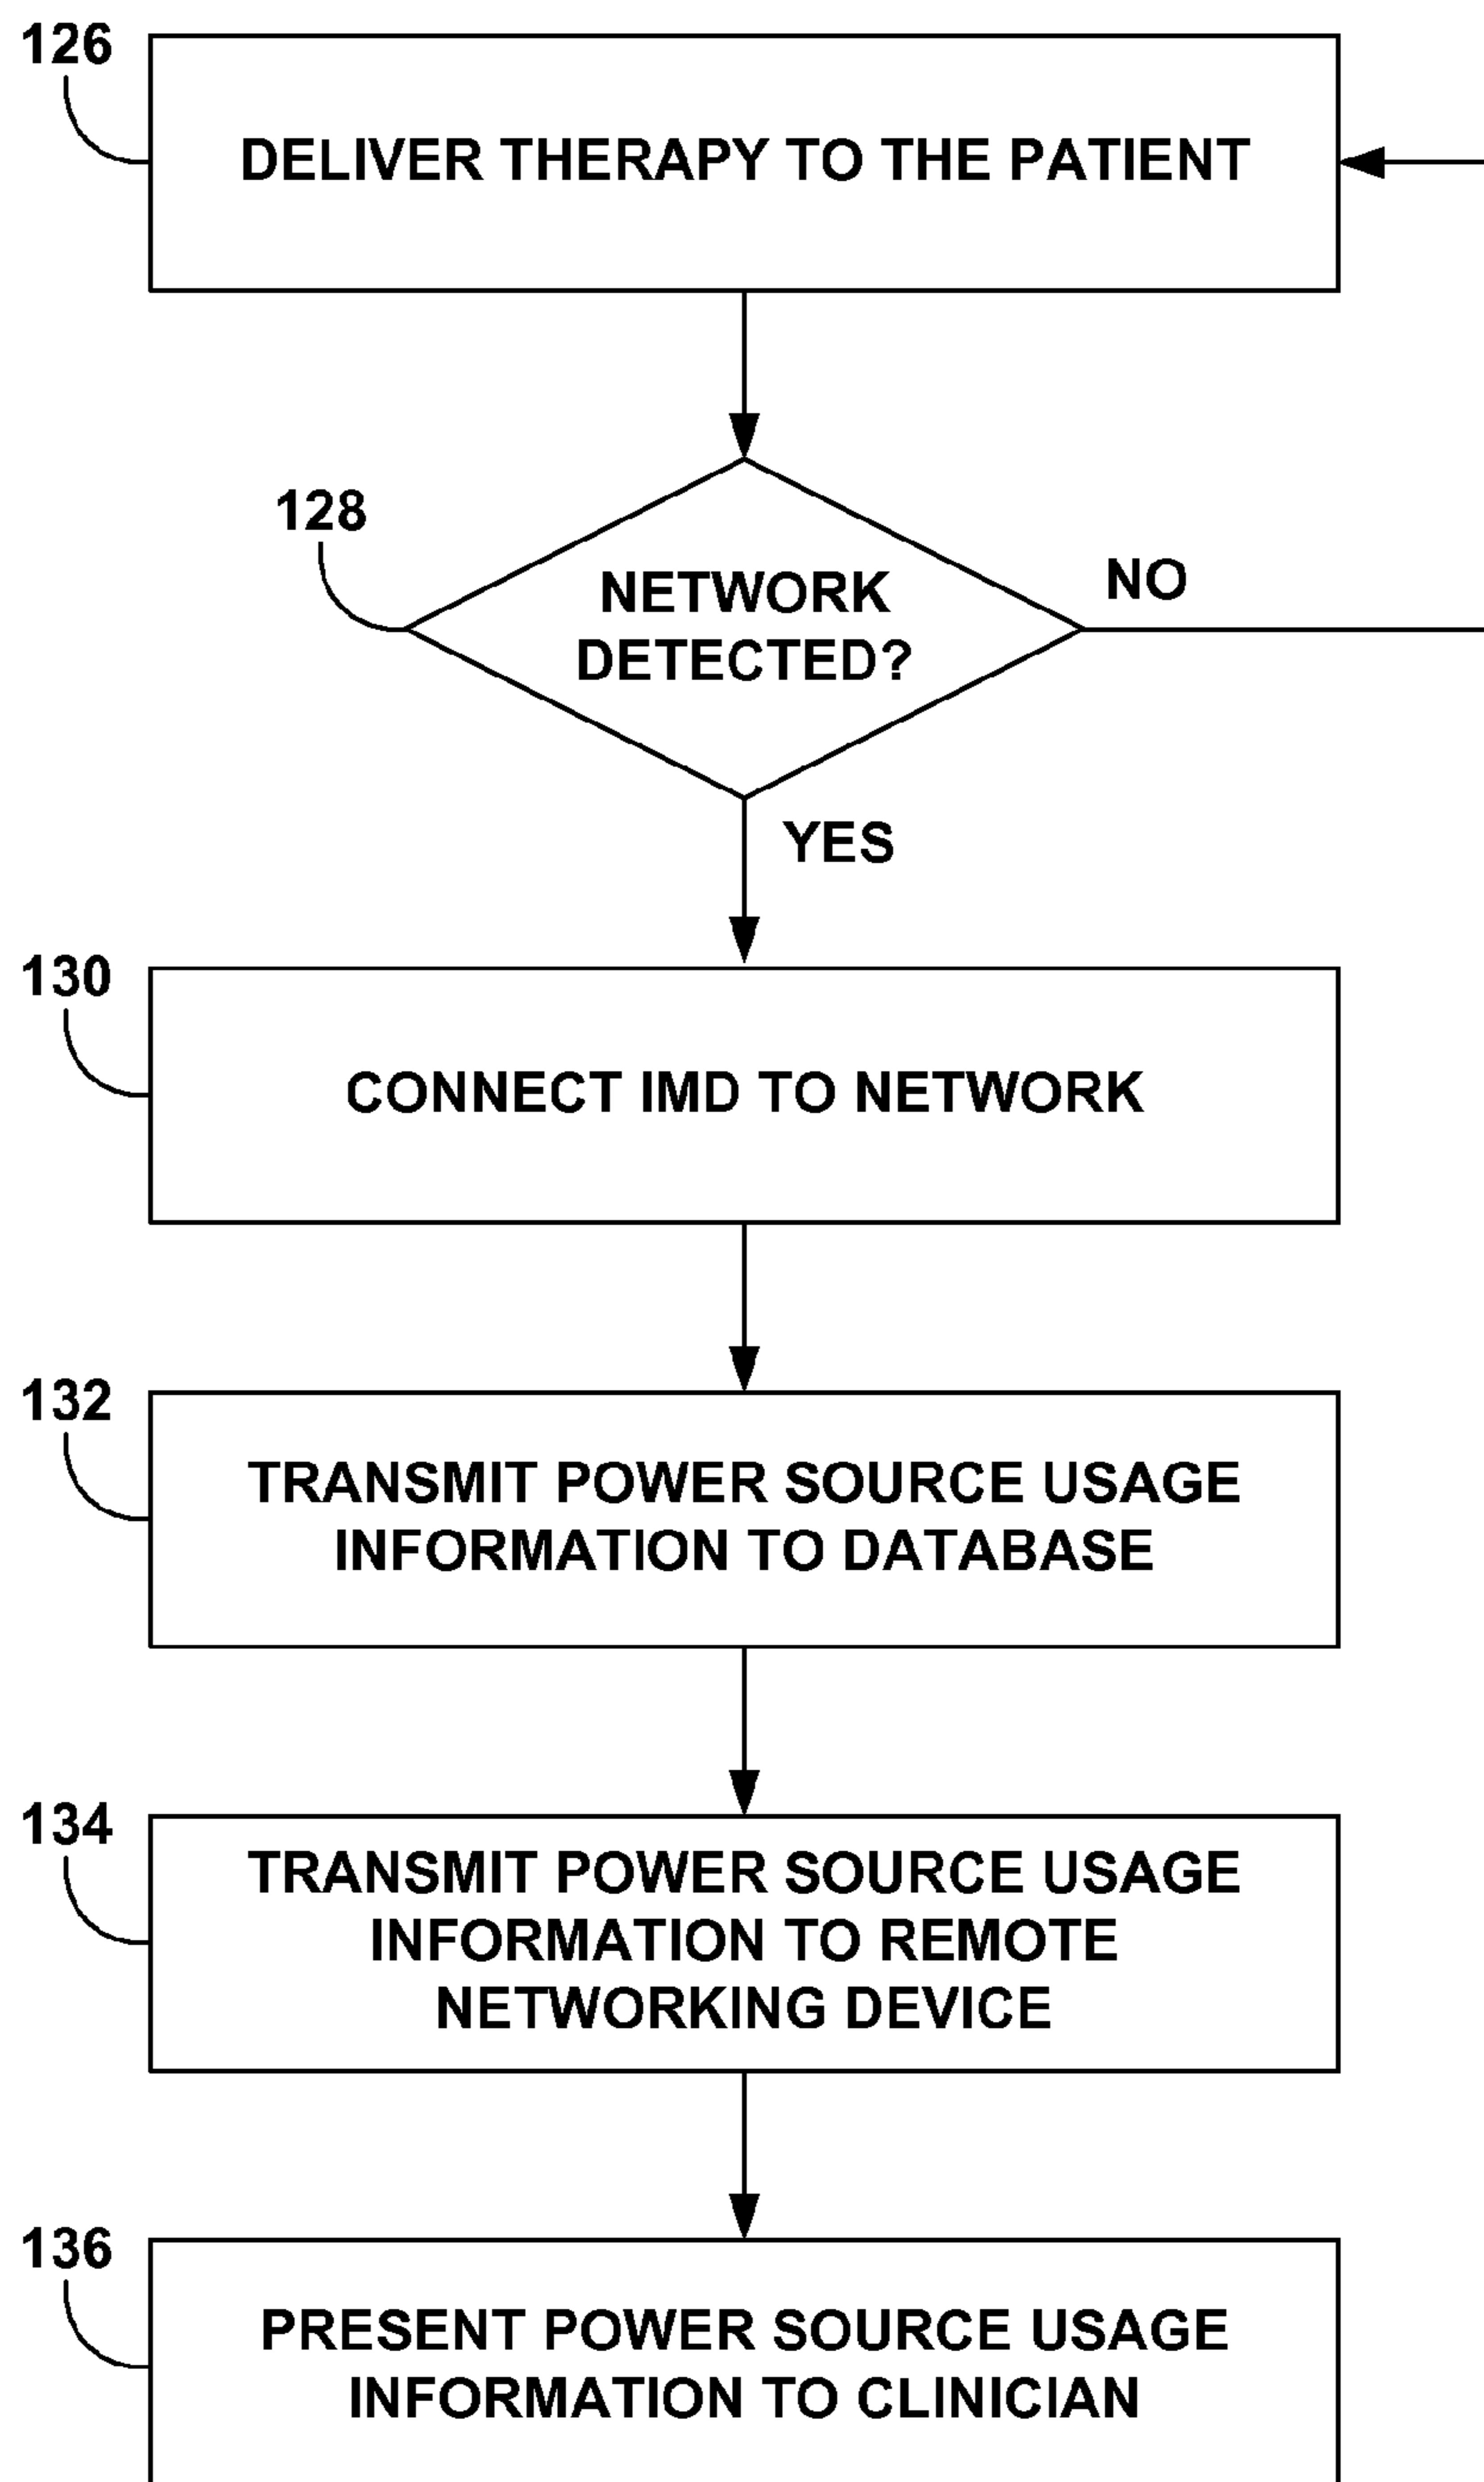 126
DELIVER THERAPY TO THE PATIENT
128
NETWORK
DETECTED?
NO
YES
130
CONNECT IMD TO NETWORK
132
TRANSMIT POWER SOURCE USAGE
INFORMATION TO DATABASE
134
TRANSMIT POWER SOURCE USAGE
INFORMATION TO REMOTE
NETWORKING DEVICE
136
PRESENT POWER SOURCE USAGE
INFORMATION TO CLINICIAN